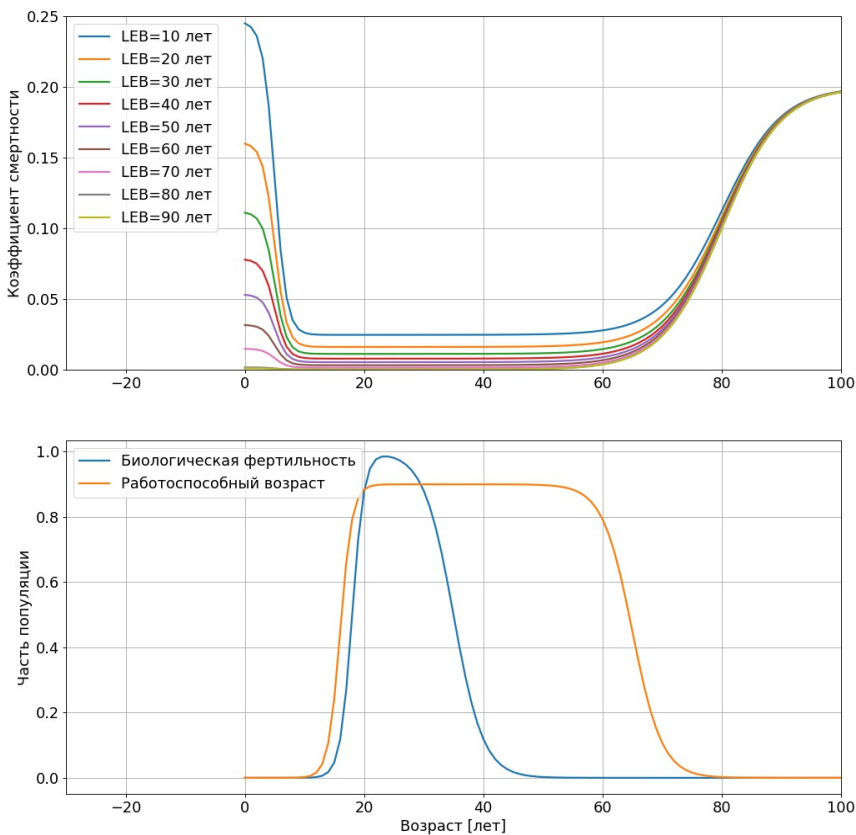 0.25
0.20
0.15
0.10
0.05
0.00
Коэффициент смертности
LEB=10 лет
LEB=20 лет
LEB=30 лет
LEB=40 лет
LEB=50 лет
LEB=60 лет
LEB=70 лет
LEB=80 лет
LEB=90 лет
−20 0 20 40 60 80 100
1.0
0.8
0.6
0.4
0.2
0.0
Часть популяции
Биологическая фертильность
Работоспособный возраст
−20 0 20 40 60 80 100
Возраст [лет]